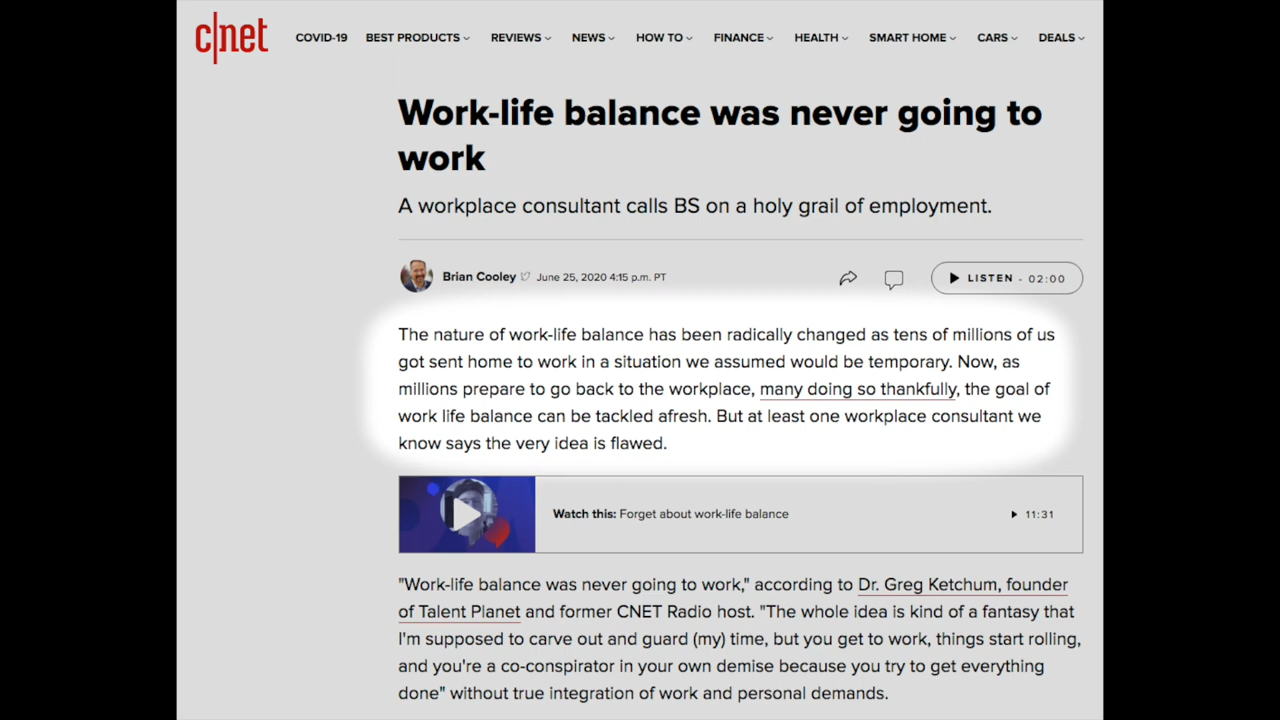 c|net
COVID-19 BEST PRODUCTS REVIEWS NEWS HOW TO FINANCE HEALTH SMART HOME CARS DEALS
Work-life balance was never going to
work
A workplace consultant calls BS on a holy grail of employment.
Brian Cooley June 25, 2020 4:15 p.m. PT
LISTEN - 02:00
The nature of work-life balance has been radically changed as tens of millions of us
got sent home to work in a situation we assumed would be temporary. Now, as
millions prepare to go back to the workplace, many doing so thankfully, the goal of
work life balance can be tackled afresh. But at least one workplace consultant we
know says the very idea is flawed.
Watch this: Forget about work-life balance 11:31
"Work-life balance was never going to work," according to Dr. Greg Ketchum, founder
of Talent Planet and former CNET Radio host. "The whole idea is kind of a fantasy that
I'm supposed to carve out and guard (my) time, but you get to work, things start rolling,
and you're a co-conspirator in your own demise because you try to get everything
done" without true integration of work and personal demands.